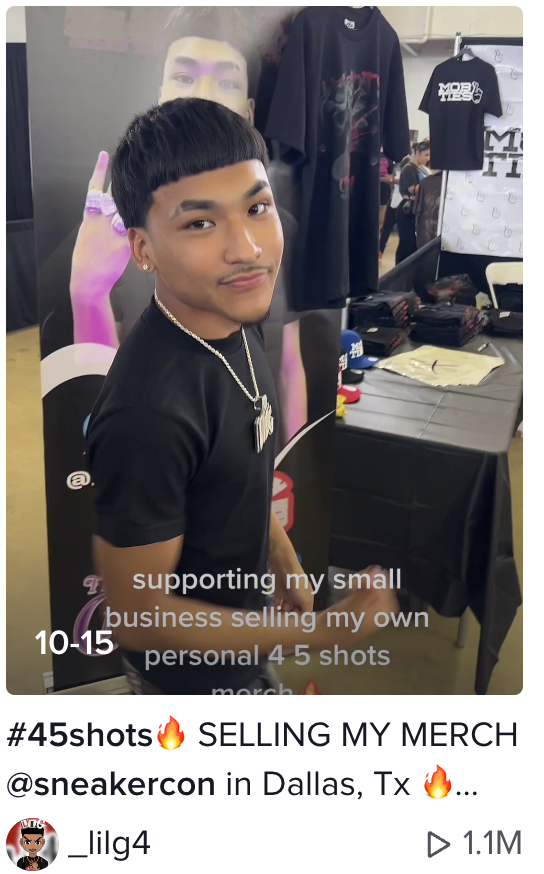 MOB
TIES
@.
supporting my small
business selling my own
10-15
personal 4 5 shots
merch 🔥
#45shots🔥 SELLING MY MERCH
@sneakercon in Dallas, Tx 🔥...
_lilg4
1.1M